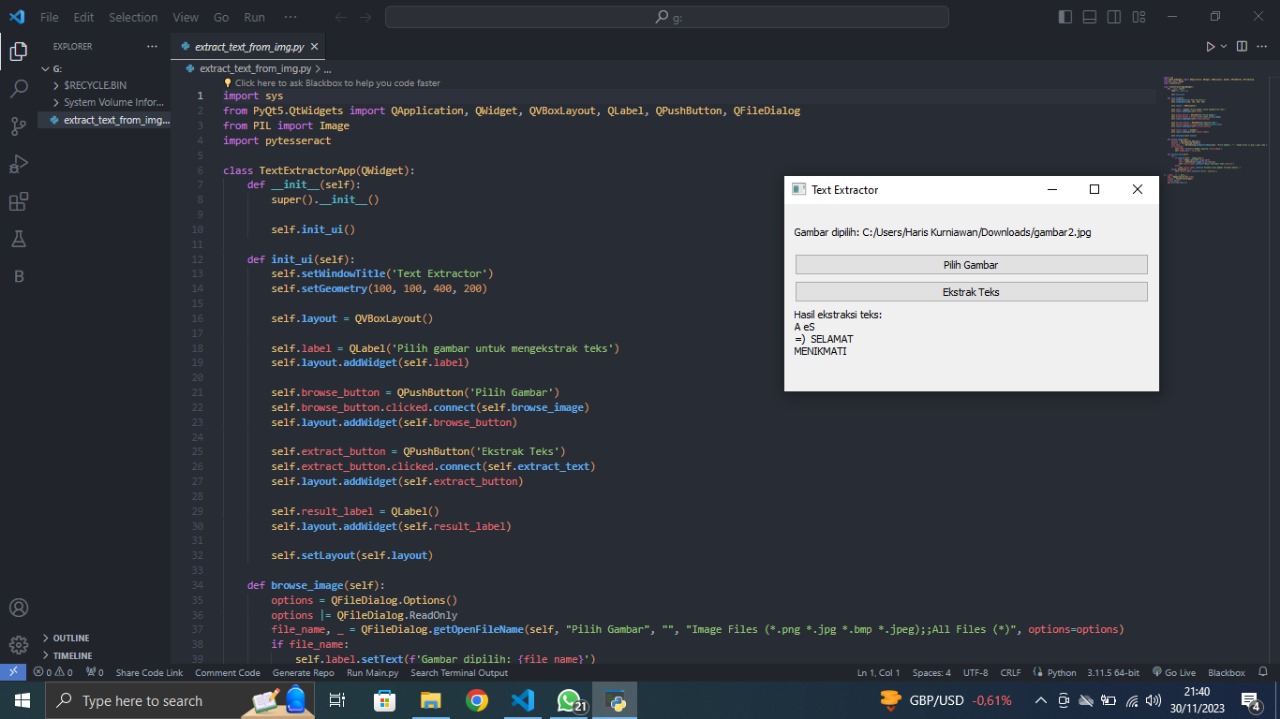 File Edit Selection View Go Run ... g:
EXPLORER ...
extract_text_from_img.py
G:
$RECYCLE.BIN
System Volume Infor...
extract_text_from_img...
extract_text_from_img.py > ...
Click here to ask Blackbox to help you code faster
1 import sys
2 from PyQt5.QtWidgets import QApplication, QWidget, QVBoxLayout, QLabel, QPushButton, QFileDialog
3 from PIL import Image
4 import pytesseract
5
6 class TextExtractorApp(QWidget):
7 def __init__(self):
8 super().__init__()
9
10 self.init_ui()
11
12 def init_ui(self):
13 self.setWindowTitle('Text Extractor')
14 self.setGeometry(100, 100, 400, 200)
15
16 self.layout = QVBoxLayout()
17
18 self.label = QLabel('Pilih gambar untuk mengekstrak teks')
19 self.layout.addWidget(self.label)
20
21 self.browse_button = QPushButton('Pilih Gambar')
22 self.browse_button.clicked.connect(self.browse_image)
23 self.layout.addWidget(self.browse_button)
24
25 self.extract_button = QPushButton('Ekstrak Teks')
26 self.extract_button.clicked.connect(self.extract_text)
27 self.layout.addWidget(self.extract_button)
28
29 self.result_label = QLabel()
30 self.layout.addWidget(self.result_label)
31
32 self.setLayout(self.layout)
33
34 def browse_image(self):
35 options = QFileDialog.Options()
36 options |= QFileDialog.ReadOnly
37 file_name, _ = QFileDialog.getOpenFileName(self, "Pilih Gambar", "", "Image Files (*.png *.jpg *.bmp *.jpeg);;All Files (*)", options=options)
38 if file_name:
39 self.label.setText(f'Gambar dipilih: {file_name}')
Text Extractor
Gambar dipilih: C:/Users/Haris Kurniawan/Downloads/gambar2.jpg
Pilih Gambar
Ekstrak Teks
Hasil ekstraksi teks:
A eS
=) SELAMAT
MENIKMATI
B
OUTLINE
TIMELINE
0 0 0 Share Code Link Comment Code Generate Repo Run Main.py Search Terminal Output Ln 1, Col 1 Spaces: 4 UTF-8 CRLF Python 3.11.5 64-bit Go Live Blackbox
Type here to search 21 GBP/USD -0,61% 21:40
30/11/2023 4